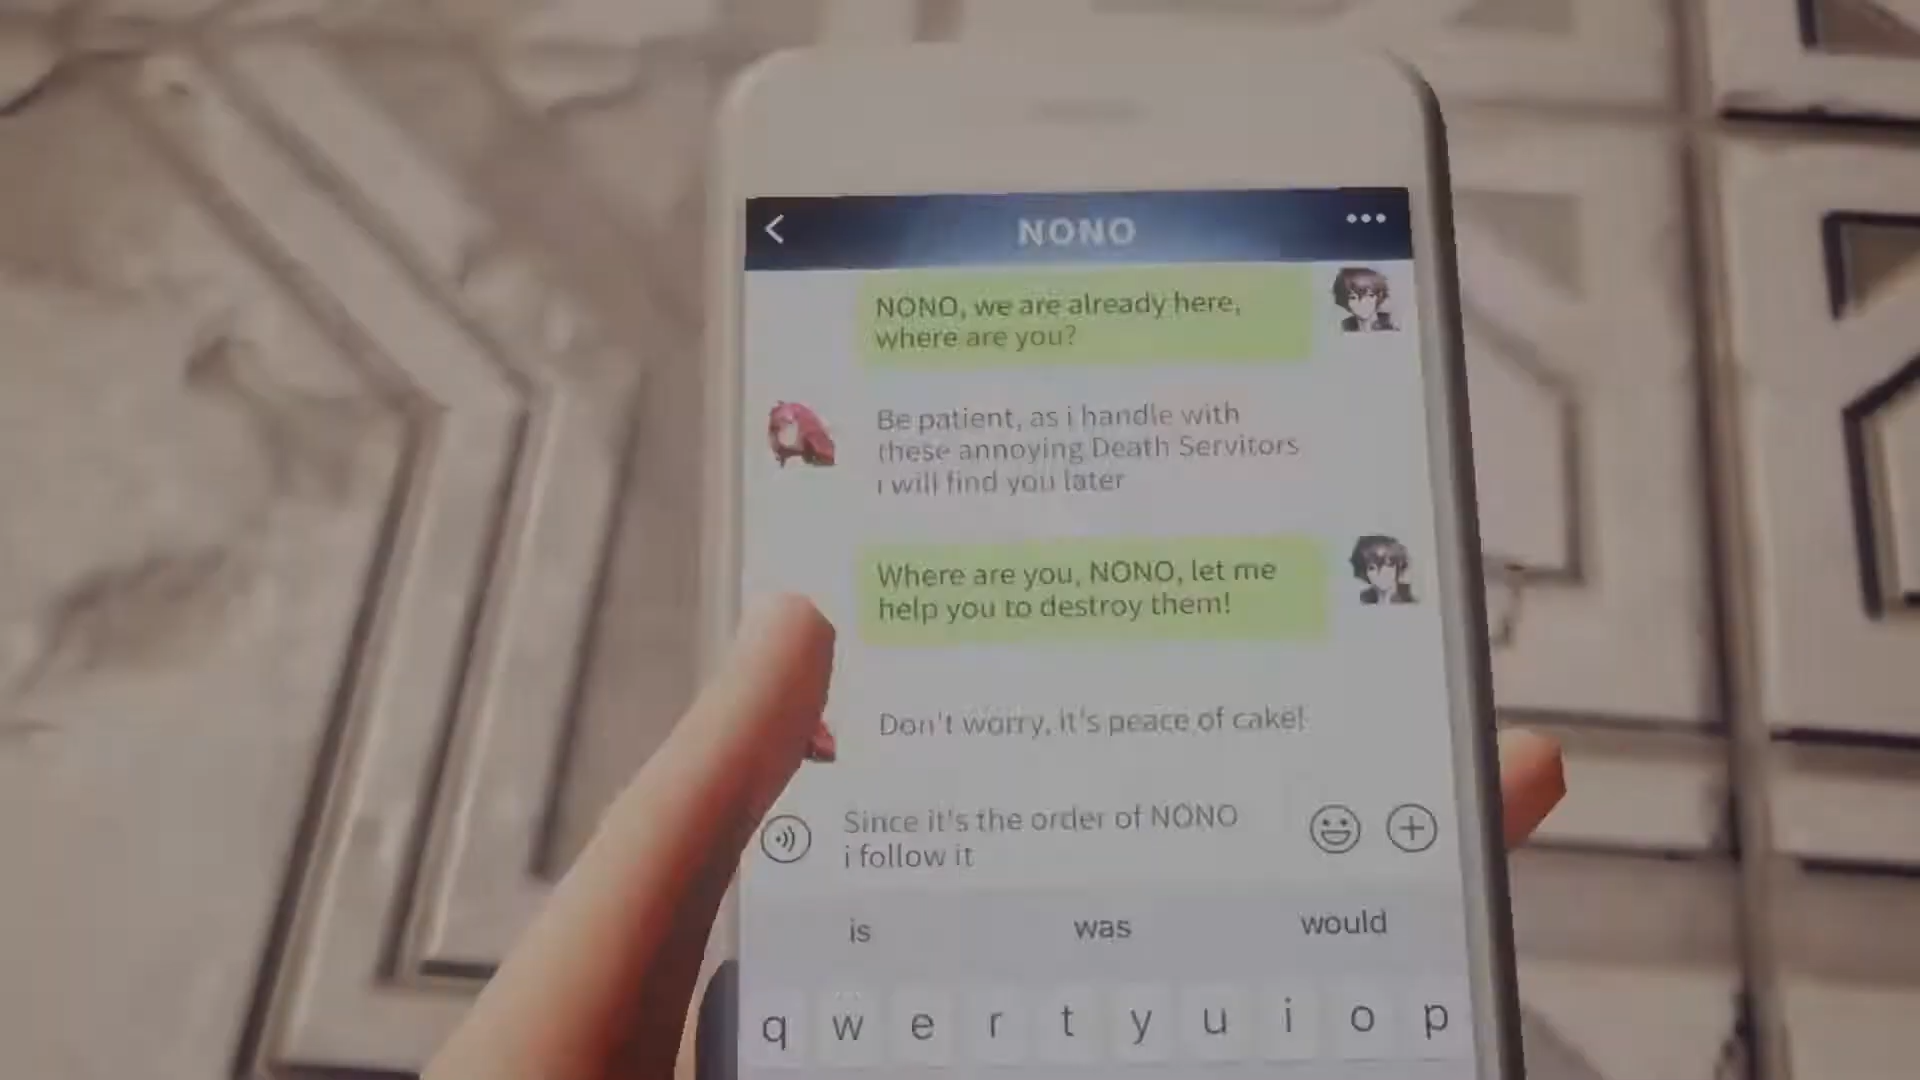 NONO
NONO, we are already here,
where are you?
Be patient, as i handle with
these annoying Death Servitors
i will find you later
Where are you, NONO, let me
help you to destroy them!
Don't worry, it's peace of cake!
Since it's the order of NONO
i follow it
is was would
q w e r t y u i o p